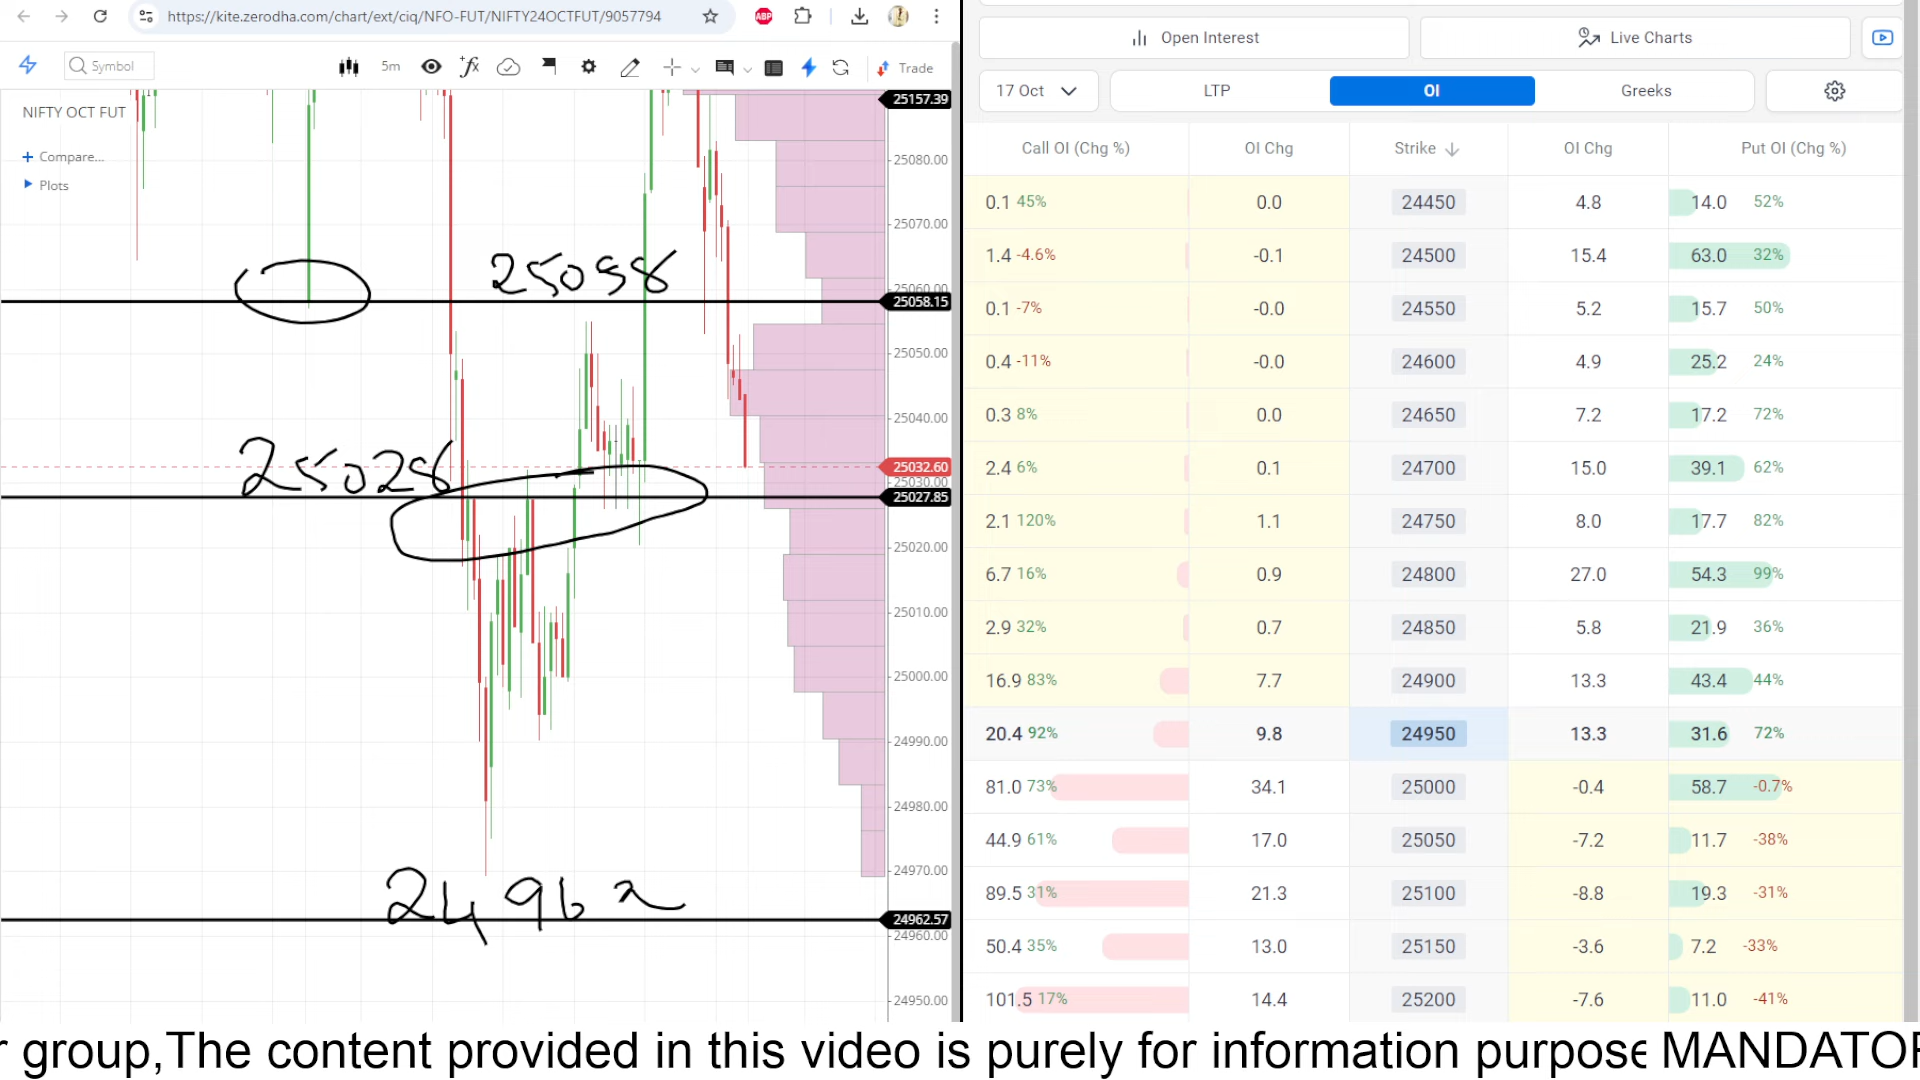 https://kite.zerodha.com/chart/ext/ciq/NFO-FUT/NIFTY24OCTFUT/9057794
ABP
Symbol
5m
Trade
NIFTY OCT FUT
Compare...
Plots
25157.39
25080.00
25070.00
25060.00
25058.15
25050.00
25040.00
25032.60
25030.00
25027.85
25020.00
25010.00
25000.00
24990.00
24980.00
24970.00
24962.57
24960.00
24950.00
25058
25028
24962
Open Interest
Live Charts
17 Oct
LTP
OI
Greeks
Call OI (Chg %) OI Chg Strike OI Chg Put OI (Chg %)
0.1 45% 0.0 24450 4.8 14.0 52%
1.4 -4.6% -0.1 24500 15.4 63.0 32%
0.1 -7% -0.0 24550 5.2 15.7 50%
0.4 -11% -0.0 24600 4.9 25.2 24%
0.3 8% 0.0 24650 7.2 17.2 72%
2.4 6% 0.1 24700 15.0 39.1 62%
2.1 120% 1.1 24750 8.0 17.7 82%
6.7 16% 0.9 24800 27.0 54.3 99%
2.9 32% 0.7 24850 5.8 21.9 36%
16.9 83% 7.7 24900 13.3 43.4 44%
20.4 92% 9.8 24950 13.3 31.6 72%
81.0 73% 34.1 25000 -0.4 58.7 -0.7%
44.9 61% 17.0 25050 -7.2 11.7 -38%
89.5 31% 21.3 25100 -8.8 19.3 -31%
50.4 35% 13.0 25150 -3.6 7.2 -33%
101.5 17% 14.4 25200 -7.6 11.0 -41%
r group,The content provided in this video is purely for information purpose MANDATOR